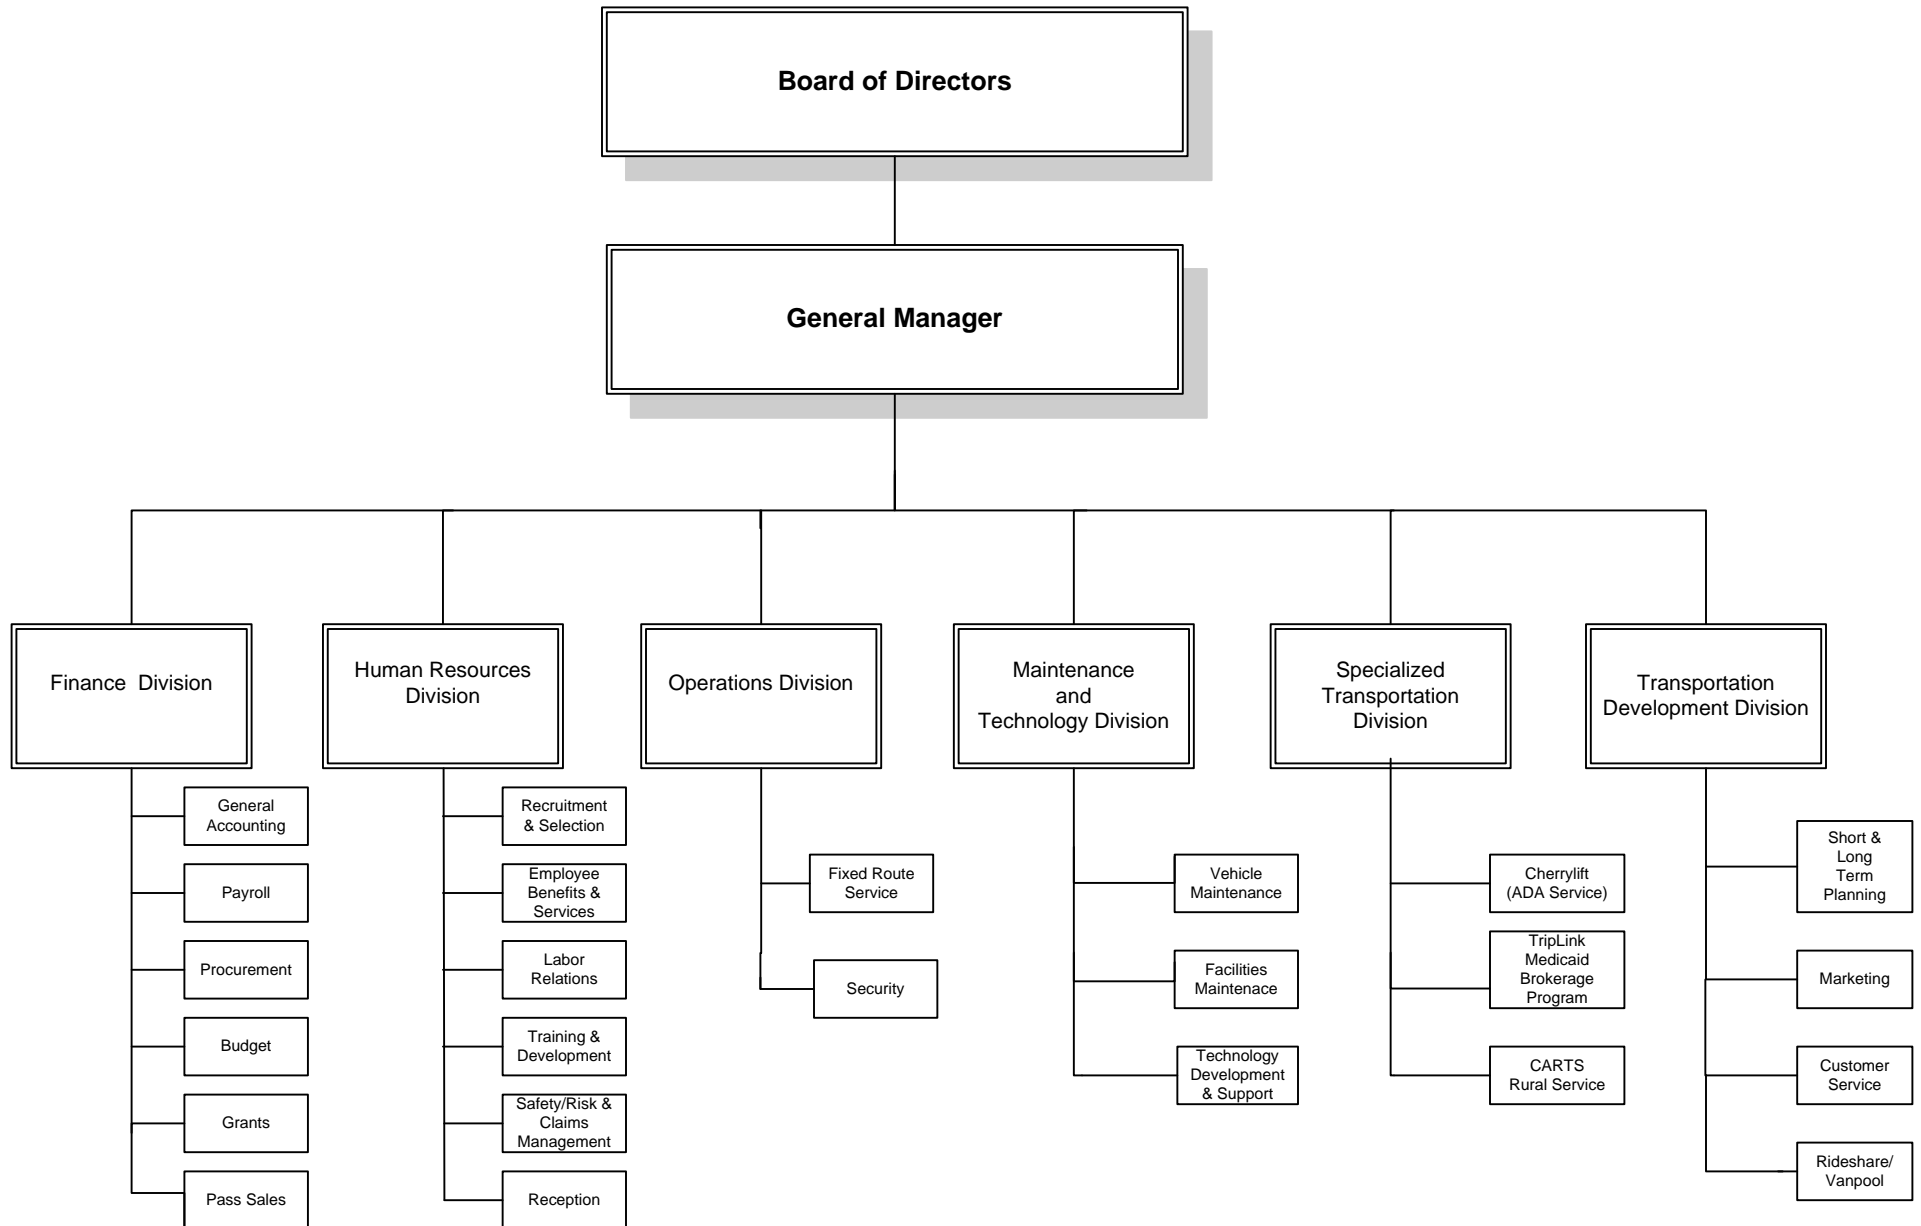 Board of Directors
General Manager
Finance  Division
Human Resources
Division
Operations Division
Maintenance
and
Technology Division
Specialized
Transportation
Division
Transportation
Development Division
General
Accounting
Payroll
Procurement
Budget
Grants
Pass Sales
Recruitment
& Selection
Employee
Benefits &
Services
Labor
Relations
Training &
Development
Safety/Risk &
Claims
Management
Reception
Fixed Route
Service
Security
Vehicle
Maintenance
Facilities
Maintenace
Technology
Development
& Support
Cherrylift
(ADA Service)
TripLink
Medicaid
Brokerage
Program
CARTS
Rural Service
Short &
Long
Term
Planning
Marketing
Customer
Service
Rideshare/
Vanpool